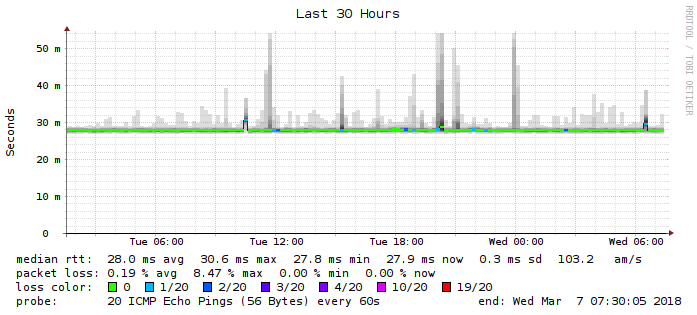 Last 30 Hours
RRDTOOL / TOBI OETIKER
Seconds
50 m
40 m
30 m
20 m
10 m
0
Tue 06:00 Tue 12:00 Tue 18:00 Wed 00:00 Wed 06:00
median rtt: 28.0 ms avg 30.6 ms max 27.8 ms min 27.9 ms now 0.3 ms sd 103.2 am/s
packet loss: 0.19 % avg 8.47 % max 0.00 % min 0.00 % now
loss color: 0 1/20 2/20 3/20 4/20 10/20 19/20
probe: 20 ICMP Echo Pings (56 Bytes) every 60s end: Wed Mar 7 07:30:05 2018